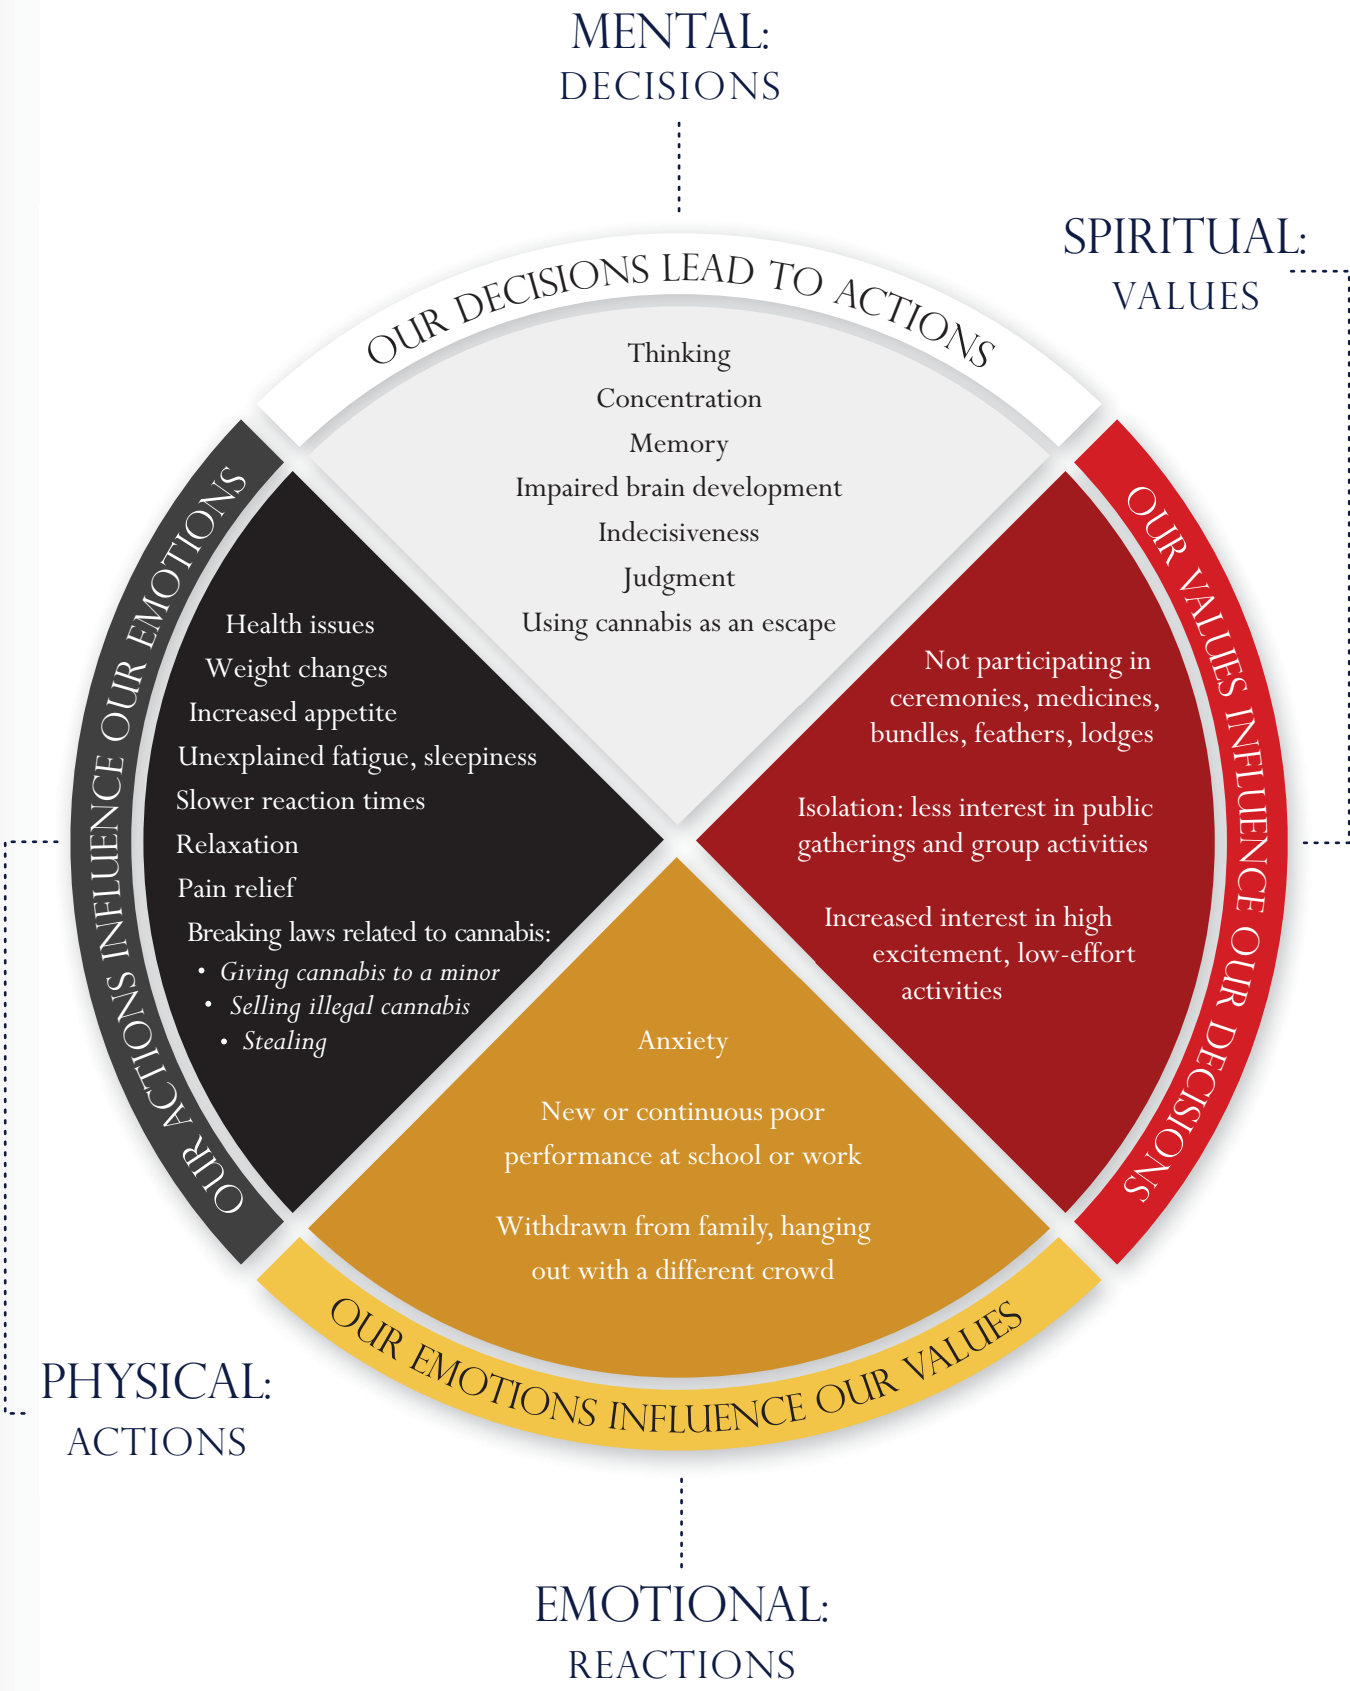 MENTAL:
DECISIONS
SPIRITUAL:
VALUES
OUR DECISIONS LEAD TO ACTIONS
Thinking
Concentration
Memory
Impaired brain development
Indecisiveness
Judgment
Using cannabis as an escape
OUR VALUES INFLUENCE OUR DECISIONS
Not participating in
ceremonies, medicines,
bundles, feathers, lodges
Isolation: less interest in public
gatherings and group activities
Increased interest in high
excitement, low-effort
activities
OUR ACTIONS INFLUENCE OUR EMOTIONS
Health issues
Weight changes
Increased appetite
Unexplained fatigue, sleepiness
Slower reaction times
Relaxation
Pain relief
Breaking laws related to cannabis:
• Giving cannabis to a minor
• Selling illegal cannabis
• Stealing
Anxiety
New or continuous poor
performance at school or work
Withdrawn from family, hanging
out with a different crowd
OUR EMOTIONS INFLUENCE OUR VALUES
PHYSICAL:
ACTIONS
EMOTIONAL:
REACTIONS